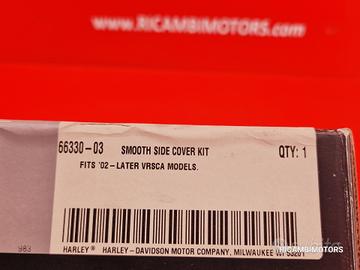 www.RICAMBIMOTORS.com
66330-03 SMOOTH SIDE COVER KIT QTY: 1
FITS '02-LATER VRSCA MODELS.
983
HARLEY® HARLEY-DAVIDSON MOTOR COMPANY, MILWAUKEE WI 53201
RICAMBIMOTORS